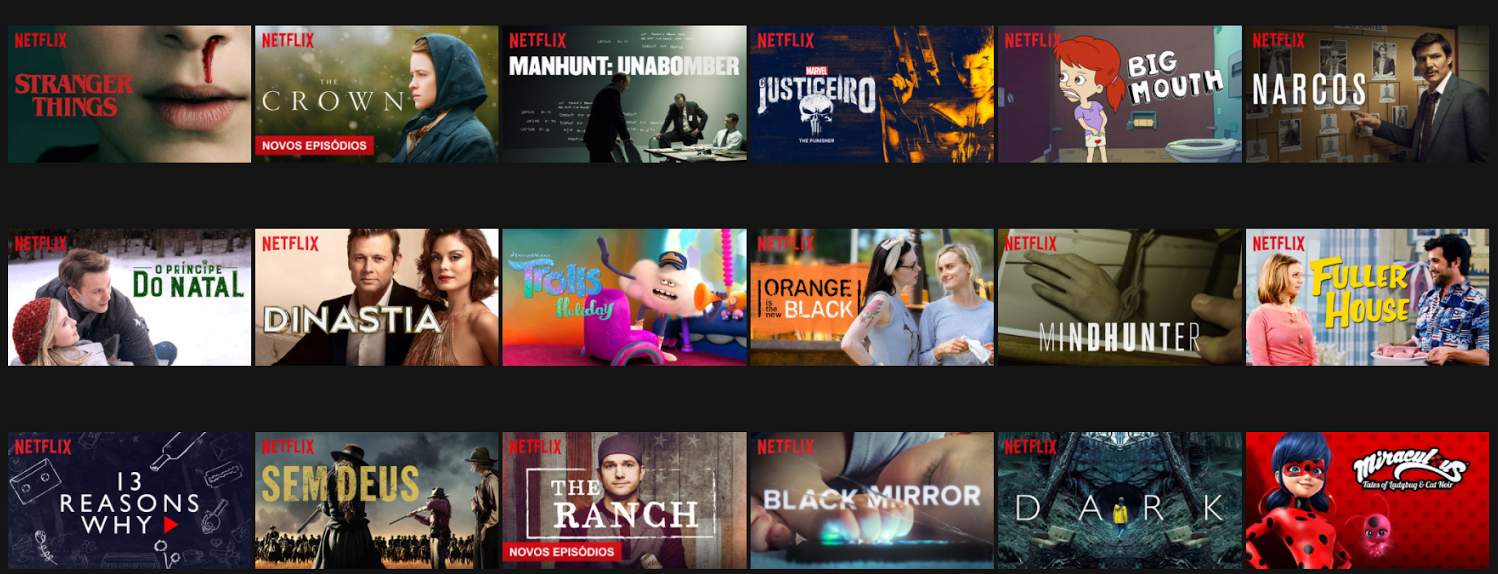 NETFLIX
STRANGER
THINGS
NETFLIX
THE
CROWN
NOVOS EPISÓDIOS
NETFLIX
MANHUNT: UNABOMBER
NETFLIX
MARVEL
O JUSTICEIRO
THE PUNISHER
NETFLIX
BIG
MOUTH
NETFLIX
NARCOS
NETFLIX
O PRÍNCIPE
DO NATAL
NETFLIX
DINASTIA
Trolls
Holiday
NETFLIX
ORANGE
is the new
BLACK
NETFLIX
MINDHUNTER
NETFLIX
FULLER
HOUSE
NETFLIX
13
REASONS
WHY
NETFLIX
SEM DEUS
NETFLIX
THE
RANCH
NOVOS EPISÓDIOS
NETFLIX
BLACK MIRROR
NETFLIX
DARK
Miraculous
Tales of Ladybug & Cat Noir